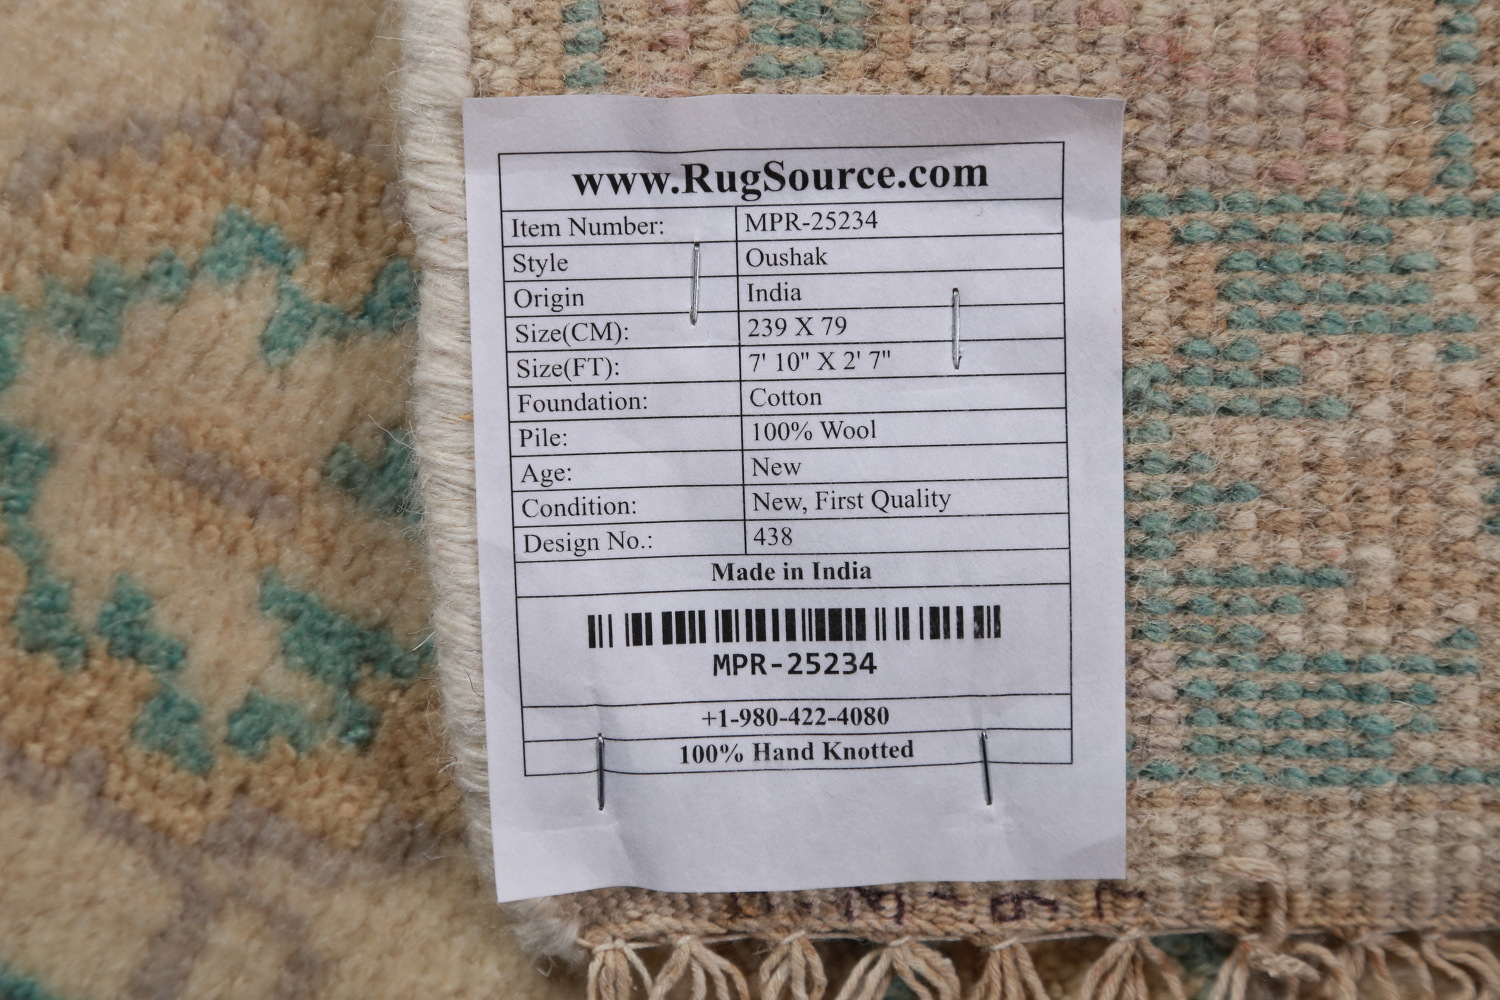 www.RugSource.com
Item Number: MPR-25234
Style Oushak
Origin India
Size(CM): 239 X 79
Size(FT): 7' 10" X 2' 7"
Foundation: Cotton
Pile: 100% Wool
Age: New
Condition: New, First Quality
Design No.: 438
Made in India
MPR-25234
+1-980-422-4080
100% Hand Knotted